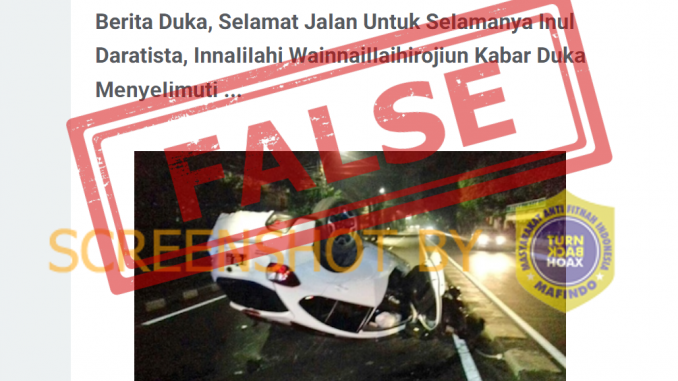 Berita Duka, Selamat Jalan Untuk Selamanya Inul
Daratista, Innalilahi Wainnaillaihirojiun Kabar Duka
Menyelimuti ...
FALSE
SCREENSHOT BY
MASYARAKAT ANTI FITNAH INDONESIA
TURN
BACK
HOAX
MAFINDO